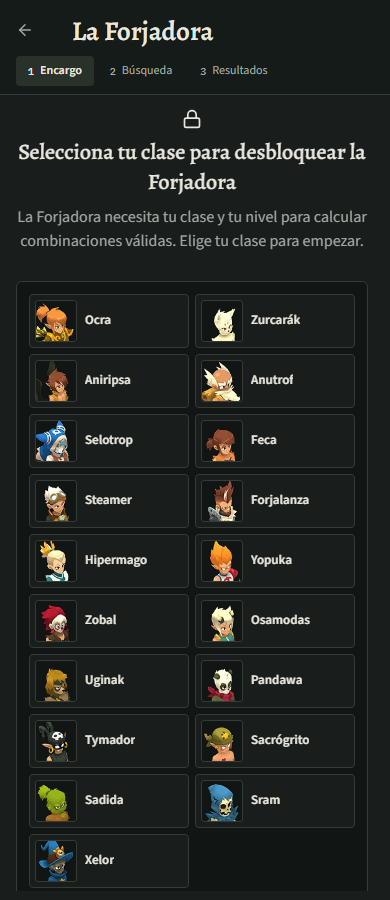 La Forjadora
1 Encargo 2 Búsqueda 3 Resultados
Selecciona tu clase para desbloquear la
Forjadora
La Forjadora necesita tu clase y tu nivel para calcular
combinaciones válidas. Elige tu clase para empezar.
Ocra Zurcarák
Aniripsa Anutrof
Selotrop Feca
Steamer Forjalanza
Hipermago Yopuka
Zobal Osamodas
Uginak Pandawa
Tymador Sacrógrito
Sadida Sram
Xelor